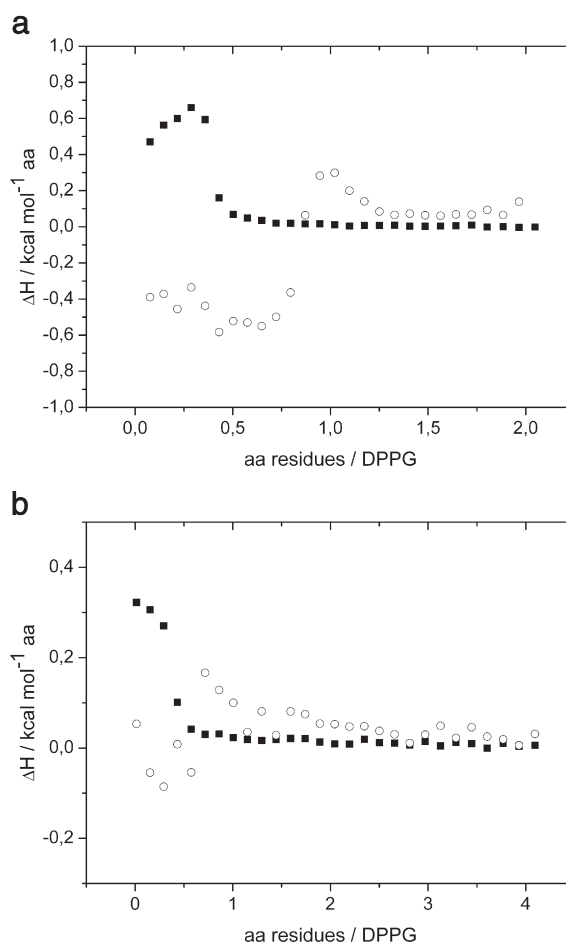 a
1,0
0,8
0,6
0,4
0,2
0,0
-0,2
-0,4
-0,6
-0,8
-1,0
ΔH / kcal mol⁻¹ aa
0,0 0,5 1,0 1,5 2,0
aa residues / DPPG
b
0,4
0,2
0,0
-0,2
ΔH / kcal mol⁻¹ aa
0 1 2 3 4
aa residues / DPPG